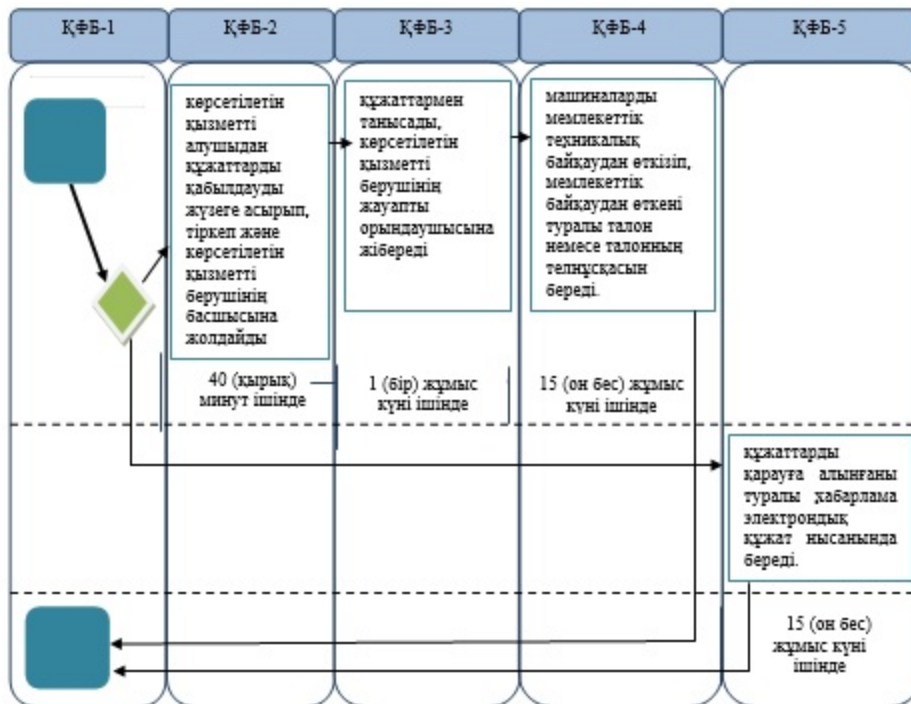 ҚФБ-1
ҚФБ-2
ҚФБ-3
ҚФБ-4
ҚФБ-5
көрсетілетін
қызметті
алушыдан
құжаттарды
қабылдауды
жүзеге асырып,
тіркеп және
көрсетілетін
қызметті
берушінің
басшысына
жолдайды
құжаттармен
танысады,
көрсетілетін
қызметті
берушінің
жауапты
орындаушысына
жібереді
машиналарды
мемлекеттік
техникалық
байқаудан өткізіп,
мемлекеттік
байқаудан өткені
туралы талон
немесе талонның
телнұсқасын
береді.
40 (қырық)
минут ішінде
1 (бір) жұмыс
күні ішінде
15 (он бес) жұмыс
күні ішінде
құжаттарды
қарауға алынғаны
туралы хабарлама
электрондық
құжат нысанында
береді.
15 (он бес)
жұмыс күні
ішінде